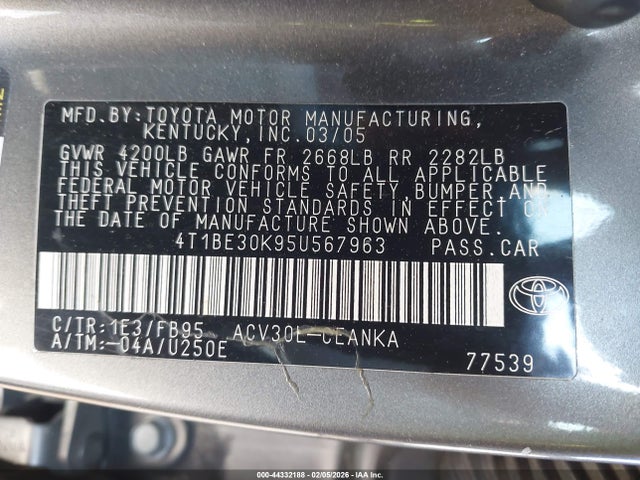 MFD.BY:TOYOTA MOTOR MANUFACTURING,
KENTUCKY,INC.03/05
GVWR 4200LB GAWR FR 2668LB RR 2282LB
THIS VEHICLE CONFORMS TO ALL APPLICABLE
FEDERAL MOTOR VEHICLE SAFETY, BUMPER,AND
THEFT PREVENTION STANDARDS IN EFFECT ON
THE DATE OF MANUFACTURE SHOWN ABOVE.
4T1BE30K95U567963 PASS.CAR
C/TR:1E3/FB95 ACV30L-CEANKA
A/TM:-04A/U250E
77539
000-44332188 - 02/05/2026 - IAA Inc.